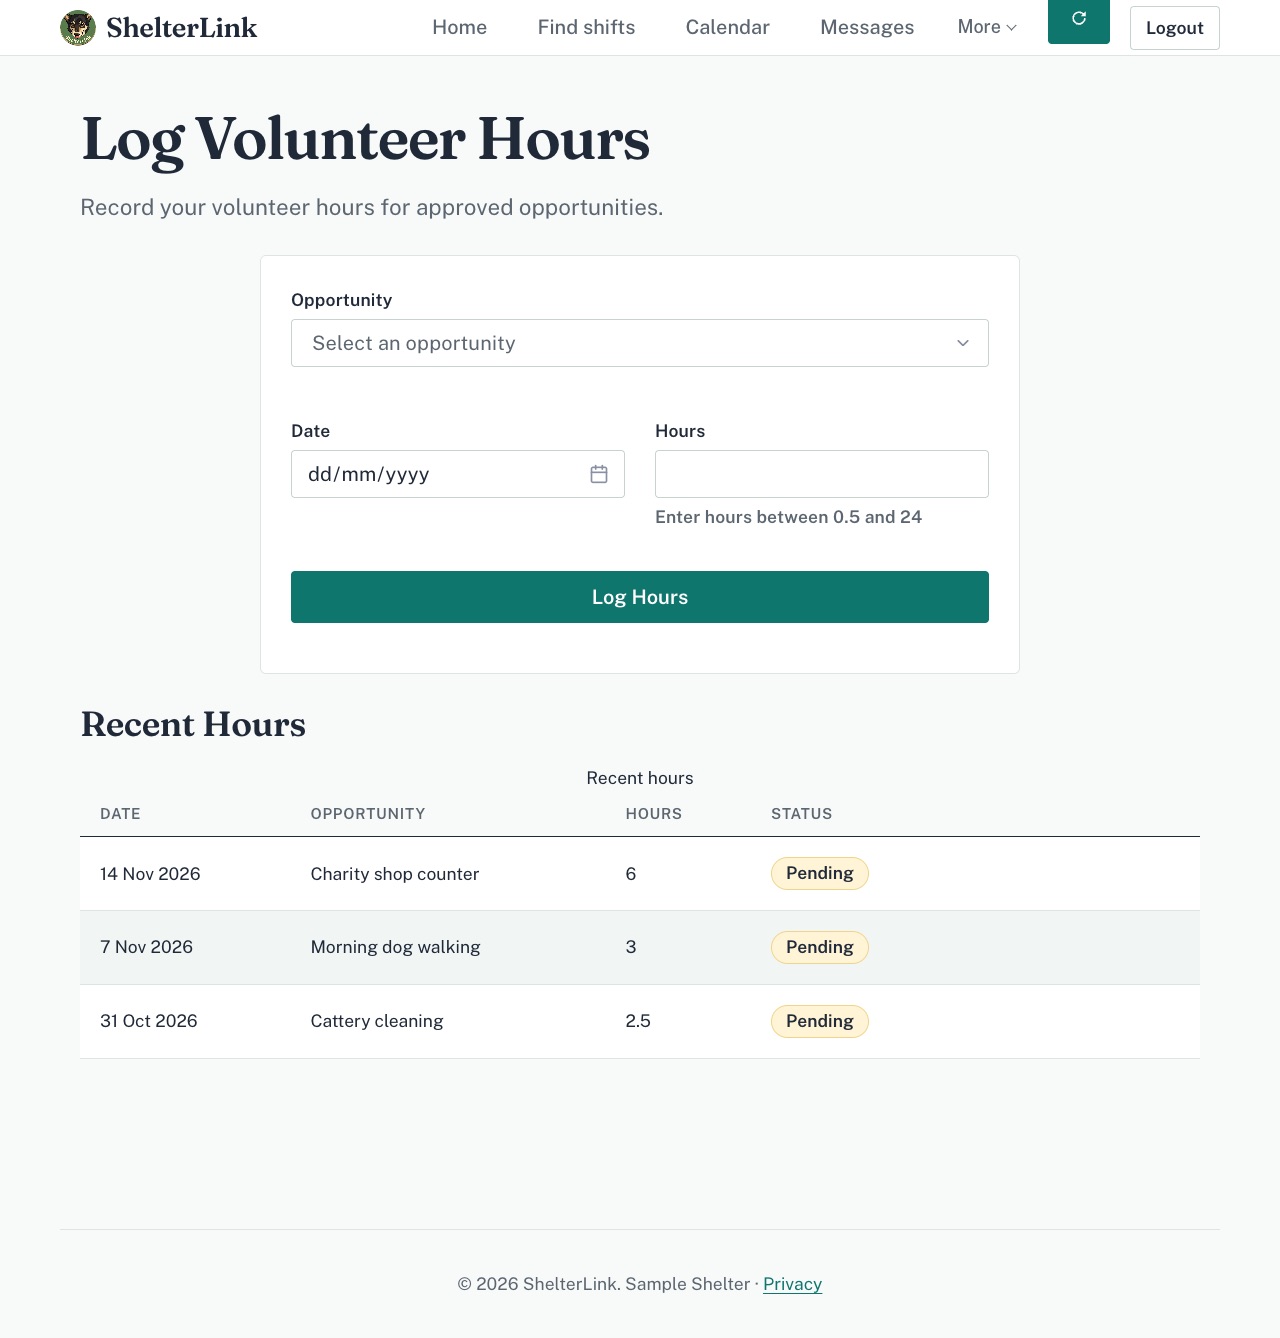 ShelterLink Home Find shifts Calendar Messages More Logout
Log Volunteer Hours
Record your volunteer hours for approved opportunities.
Opportunity
Select an opportunity
Date Hours
dd/mm/yyyy
Enter hours between 0.5 and 24
Log Hours
Recent Hours
Recent hours
DATE OPPORTUNITY HOURS STATUS
14 Nov 2026 Charity shop counter 6 Pending
7 Nov 2026 Morning dog walking 3 Pending
31 Oct 2026 Cattery cleaning 2.5 Pending
© 2026 ShelterLink. Sample Shelter · Privacy